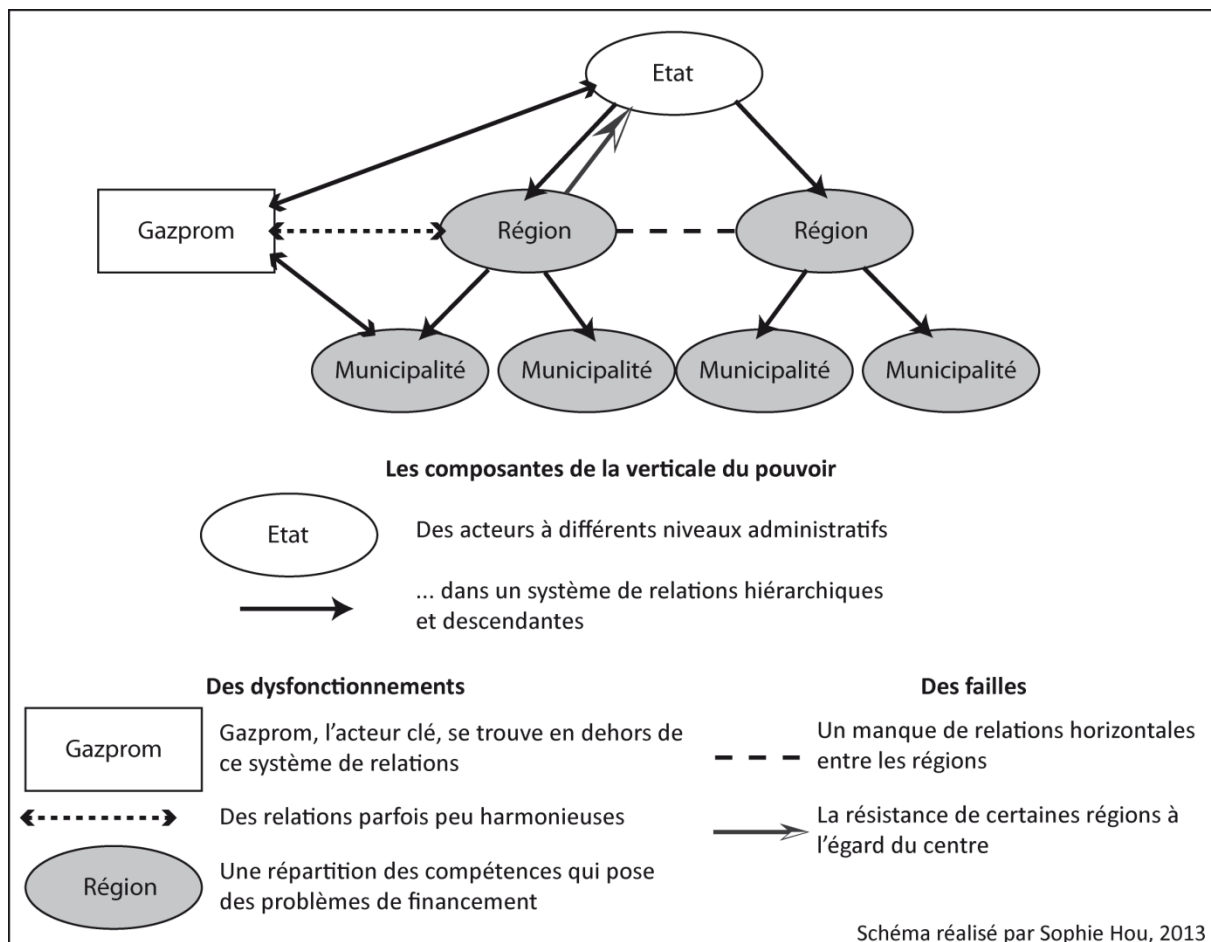 Etat
Gazprom
Région
Région
Municipalité
Municipalité
Municipalité
Municipalité
Les composantes de la verticale du pouvoir
Etat
Des acteurs à différents niveaux administratifs
... dans un système de relations hiérarchiques
et descendantes
Des dysfonctionnements
Gazprom
Gazprom, l'acteur clé, se trouve en dehors de
ce système de relations
Des relations parfois peu harmonieuses
Région
Une répartition des compétences qui pose
des problèmes de financement
Des failles
Un manque de relations horizontales
entre les régions
La résistance de certaines régions à
l'égard du centre
Schéma réalisé par Sophie Hou, 2013